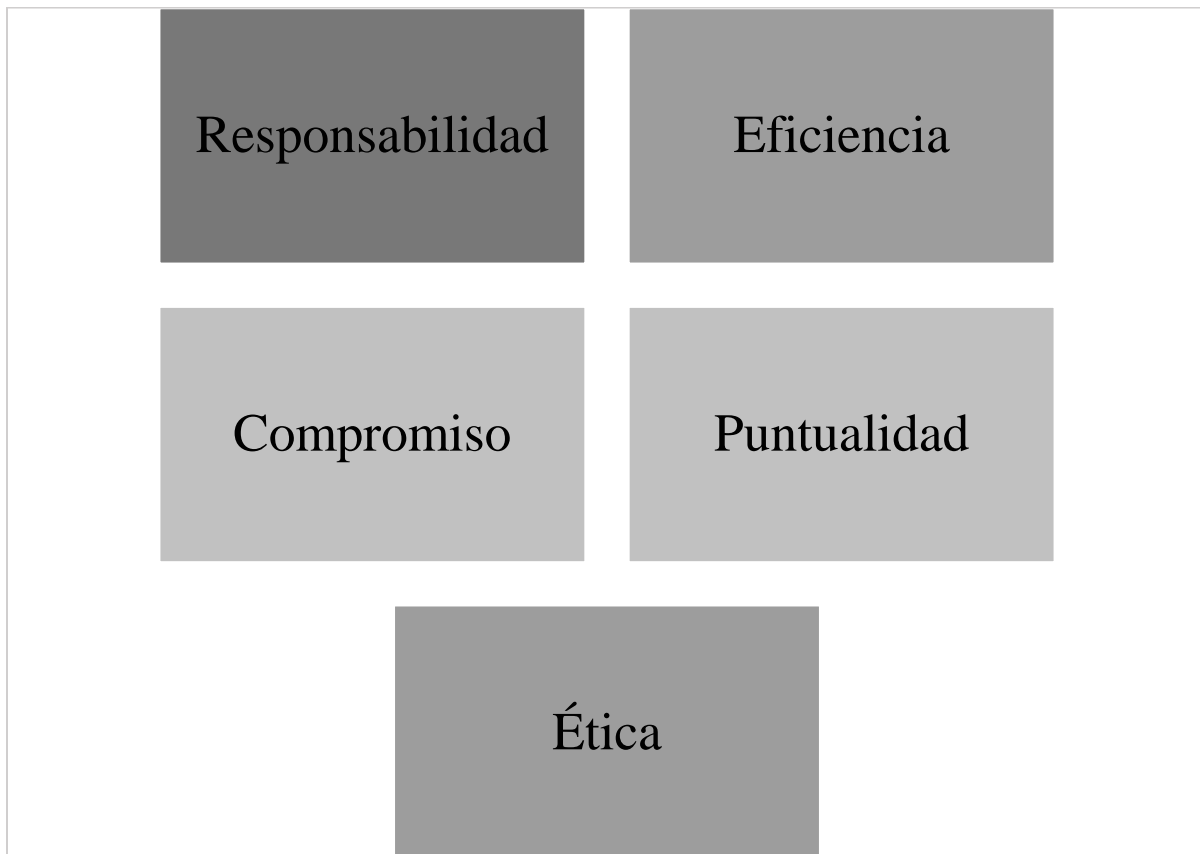 Responsabilidad
Eficiencia
Compromiso
Puntualidad
Ética